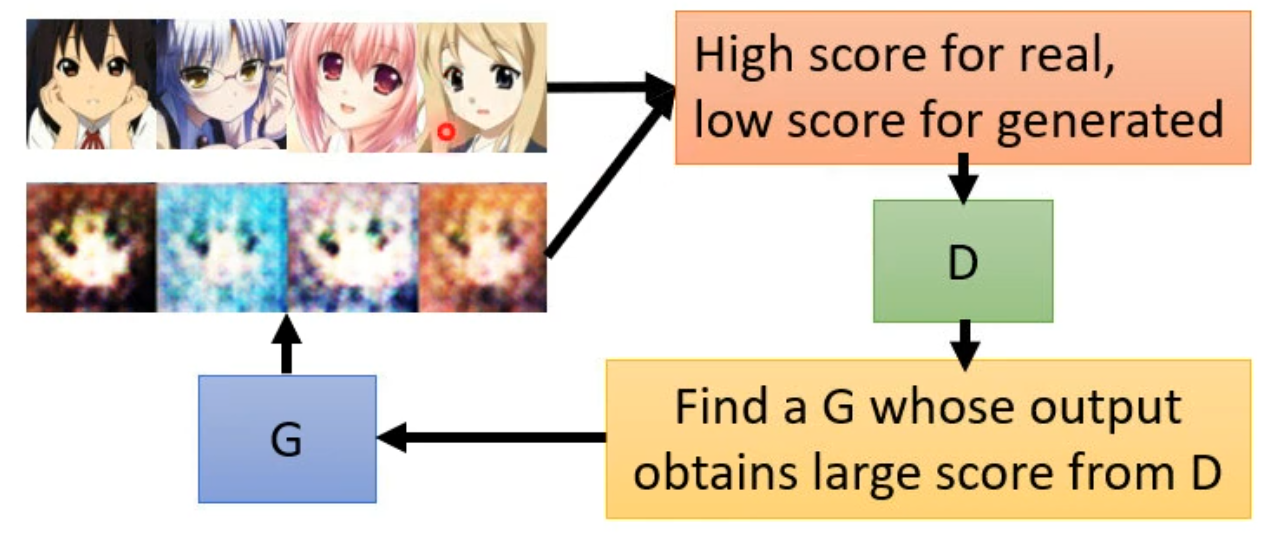 High score for real,
low score for generated
D
Find a G whose output
obtains large score from D
G